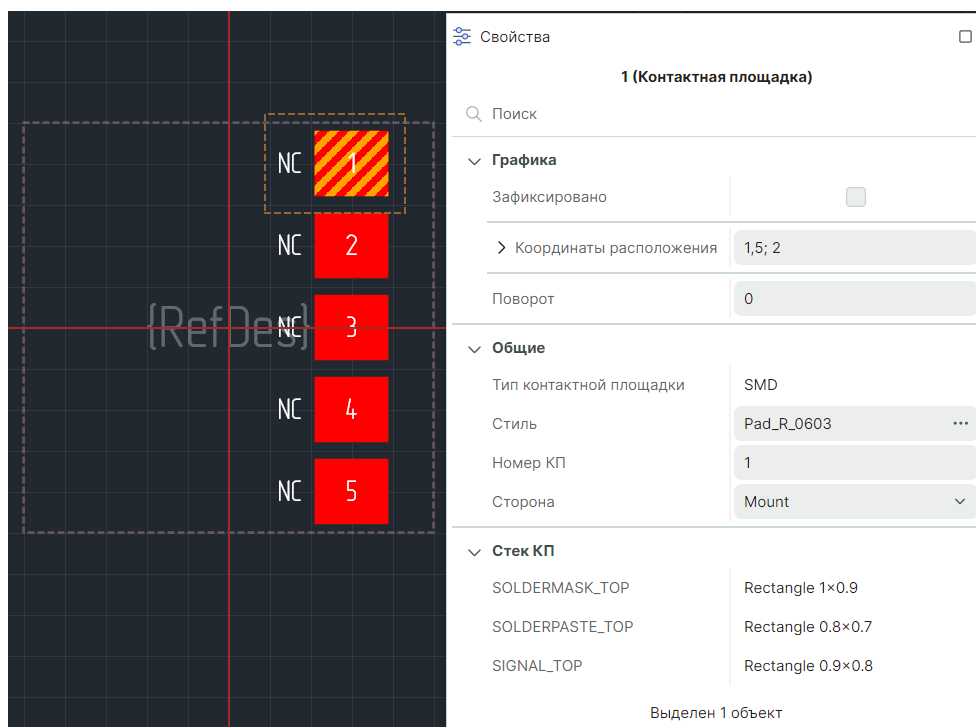 NC 1
NC 2
{RefDes} NC 3
NC 4
NC 5
Свойства
1 (Контактная площадка)
Поиск
Графика
Зафиксировано
Координаты расположения 1,5; 2
Поворот 0
Общие
Тип контактной площадки SMD
Стиль Pad_R_0603 ...
Номер КП 1
Сторона Mount
Стек КП
SOLDERMASK_TOP Rectangle 1×0.9
SOLDERPASTE_TOP Rectangle 0.8×0.7
SIGNAL_TOP Rectangle 0.9×0.8
Выделен 1 объект